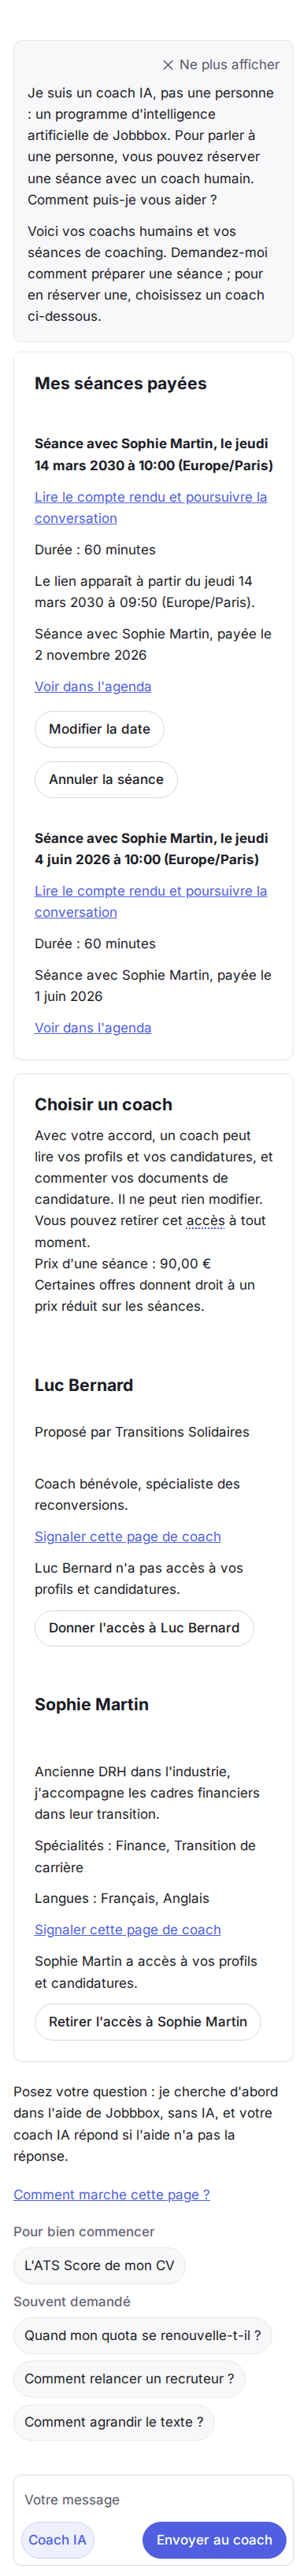 Ne plus afficher
Je suis un coach IA, pas une personne
: un programme d'intelligence
artificielle de Jobbbox. Pour parler à
une personne, vous pouvez réserver
une séance avec un coach humain.
Comment puis-je vous aider ?
Voici vos coachs humains et vos
séances de coaching. Demandez-moi
comment préparer une séance ; pour
en réserver une, choisissez un coach
ci-dessous.
Mes séances payées
Séance avec Sophie Martin, le jeudi
14 mars 2030 à 10:00 (Europe/Paris)
Lire le compte rendu et poursuivre la
conversation
Durée : 60 minutes
Le lien apparaît à partir du jeudi 14
mars 2030 à 09:50 (Europe/Paris).
Séance avec Sophie Martin, payée le
2 novembre 2026
Voir dans l'agenda
Modifier la date
Annuler la séance
Séance avec Sophie Martin, le jeudi
4 juin 2026 à 10:00 (Europe/Paris)
Lire le compte rendu et poursuivre la
conversation
Durée : 60 minutes
Séance avec Sophie Martin, payée le
1 juin 2026
Voir dans l'agenda
Choisir un coach
Avec votre accord, un coach peut
lire vos profils et vos candidatures, et
commenter vos documents de
candidature. Il ne peut rien modifier.
Vous pouvez retirer cet accès à tout
moment.
Prix d'une séance : 90,00 €
Certaines offres donnent droit à un
prix réduit sur les séances.
Luc Bernard
Proposé par Transitions Solidaires
Coach bénévole, spécialiste des
reconversions.
Signaler cette page de coach
Luc Bernard n'a pas accès à vos
profils et candidatures.
Donner l'accès à Luc Bernard
Sophie Martin
Ancienne DRH dans l'industrie,
j'accompagne les cadres financiers
dans leur transition.
Spécialités : Finance, Transition de
carrière
Langues : Français, Anglais
Signaler cette page de coach
Sophie Martin a accès à vos profils
et candidatures.
Retirer l'accès à Sophie Martin
Posez votre question : je cherche d'abord
dans l'aide de Jobbbox, sans IA, et votre
coach IA répond si l'aide n'a pas la
réponse.
Comment marche cette page ?
Pour bien commencer
L'ATS Score de mon CV
Souvent demandé
Quand mon quota se renouvelle-t-il ?
Comment relancer un recruteur ?
Comment agrandir le texte ?
Votre message
Coach IA
Envoyer au coach